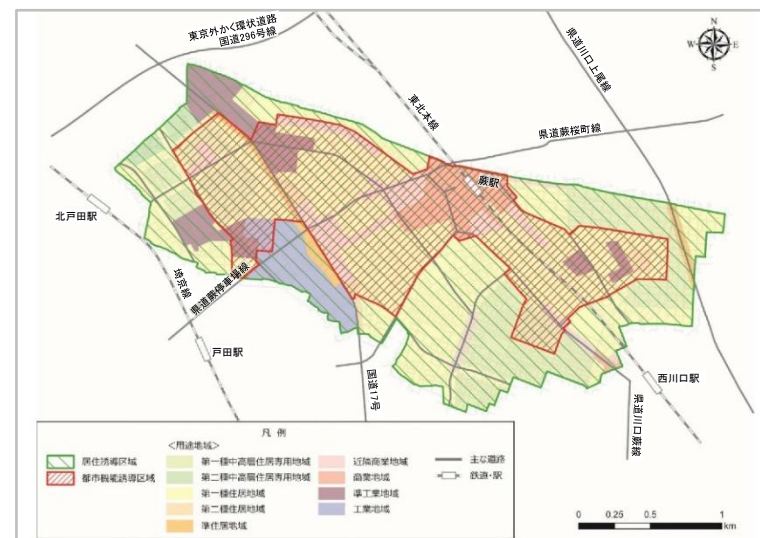 東京外かく環状道路
国道296号線
県道川口上尾線
N
W
E
S
東北本線
県道蕨桜町線
蕨駅
北戸田駅
埼京線
県道蕨停車場線
戸田駅
国道17号
西川口駅
県道川口蕨線
凡 例
<用途地域>
居住誘導区域
都市機能誘導区域
第一種中高層住居専用地域
第二種中高層住居専用地域
第一種住居地域
第二種住居地域
準住居地域
近隣商業地域
商業地域
準工業地域
工業地域
主な道路
鉄道・駅
0 0.25 0.5 1
km